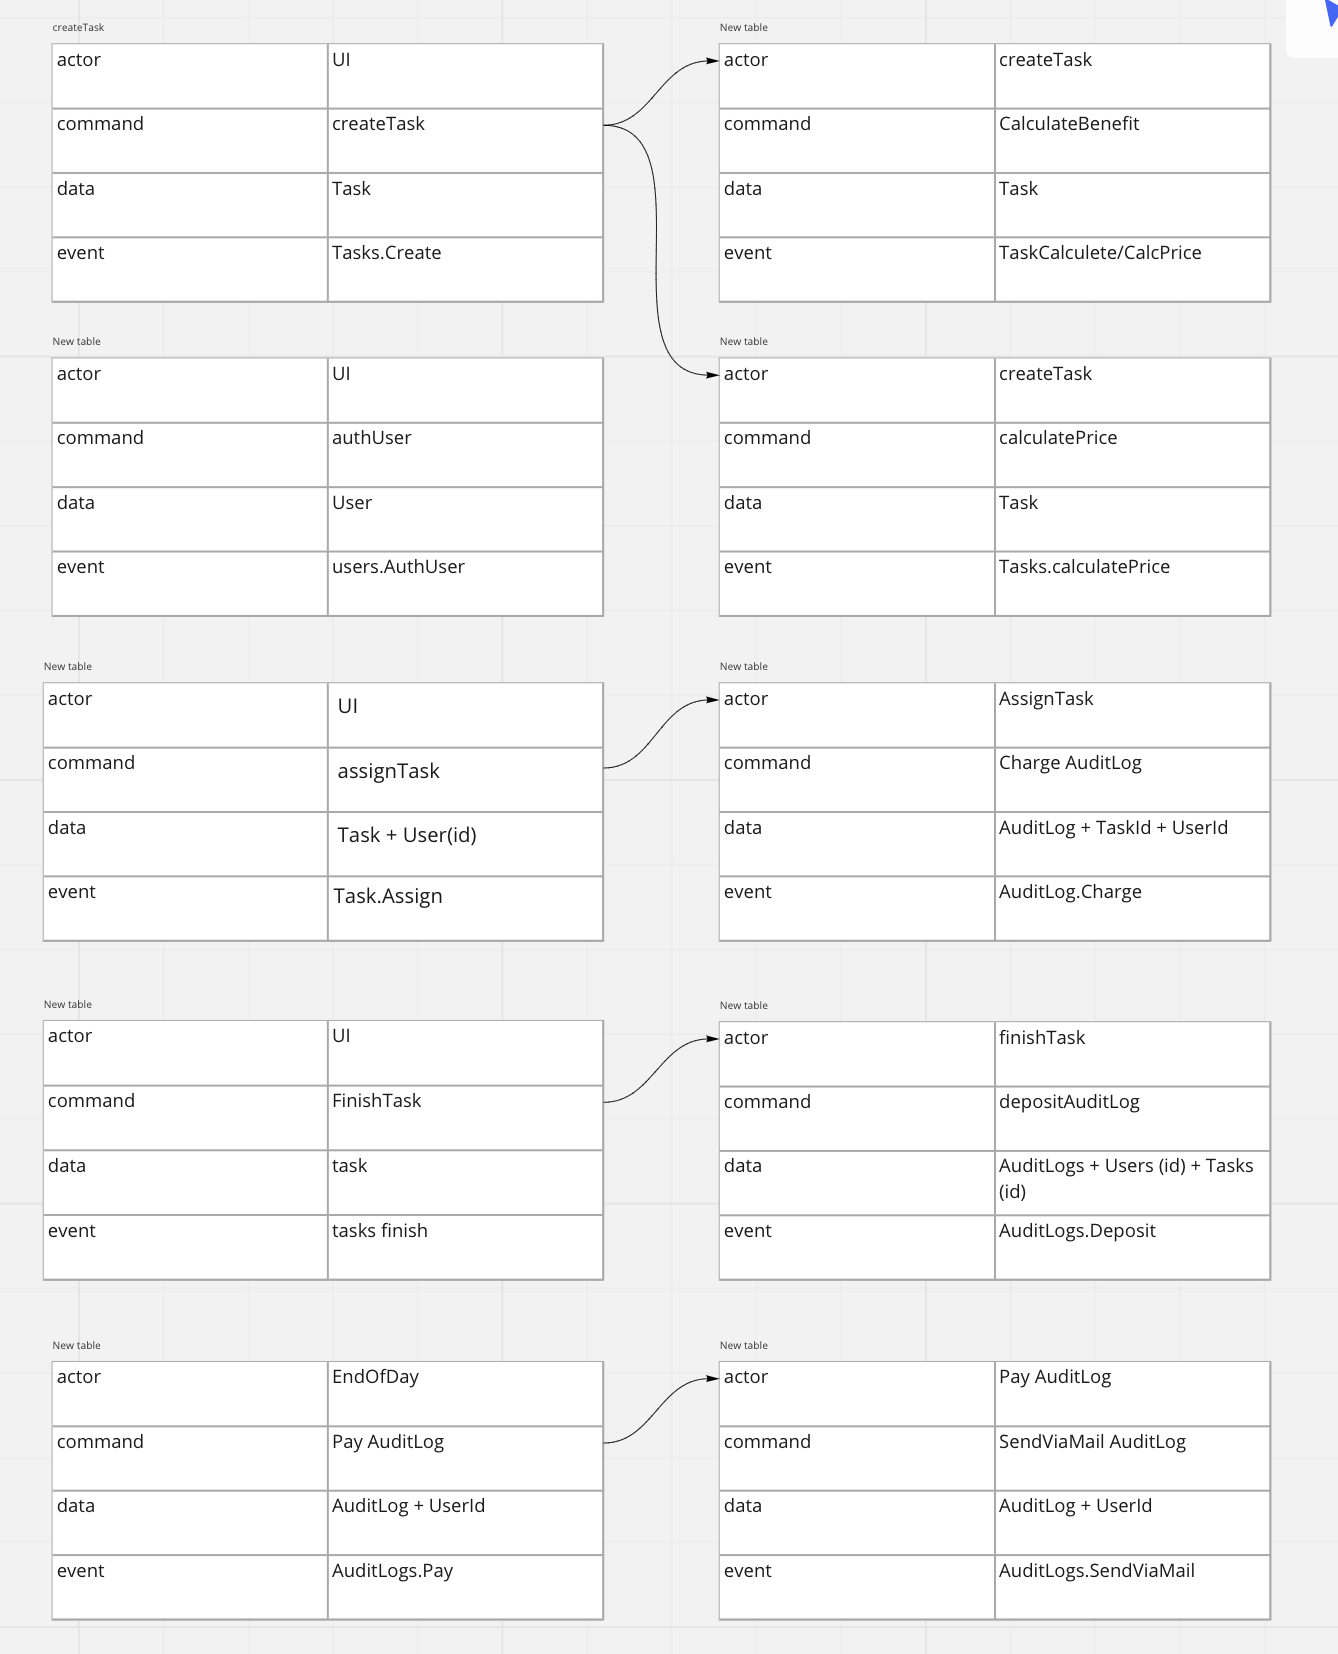 createTask
actor UI
command createTask
data Task
event Tasks.Create
New table
actor createTask
command CalculateBenefit
data Task
event TaskCalculete/CalcPrice
New table
actor UI
command authUser
data User
event users.AuthUser
New table
actor createTask
command calculatePrice
data Task
event Tasks.calculatePrice
New table
actor UI
command assignTask
data Task + User(id)
event Task.Assign
New table
actor AssignTask
command Charge AuditLog
data AuditLog + TaskId + UserId
event AuditLog.Charge
New table
actor UI
command FinishTask
data task
event tasks finish
New table
actor finishTask
command depositAuditLog
data AuditLogs + Users (id) + Tasks
(id)
event AuditLogs.Deposit
New table
actor EndOfDay
command Pay AuditLog
data AuditLog + UserId
event AuditLogs.Pay
New table
actor Pay AuditLog
command SendViaMail AuditLog
data AuditLog + UserId
event AuditLogs.SendViaMail